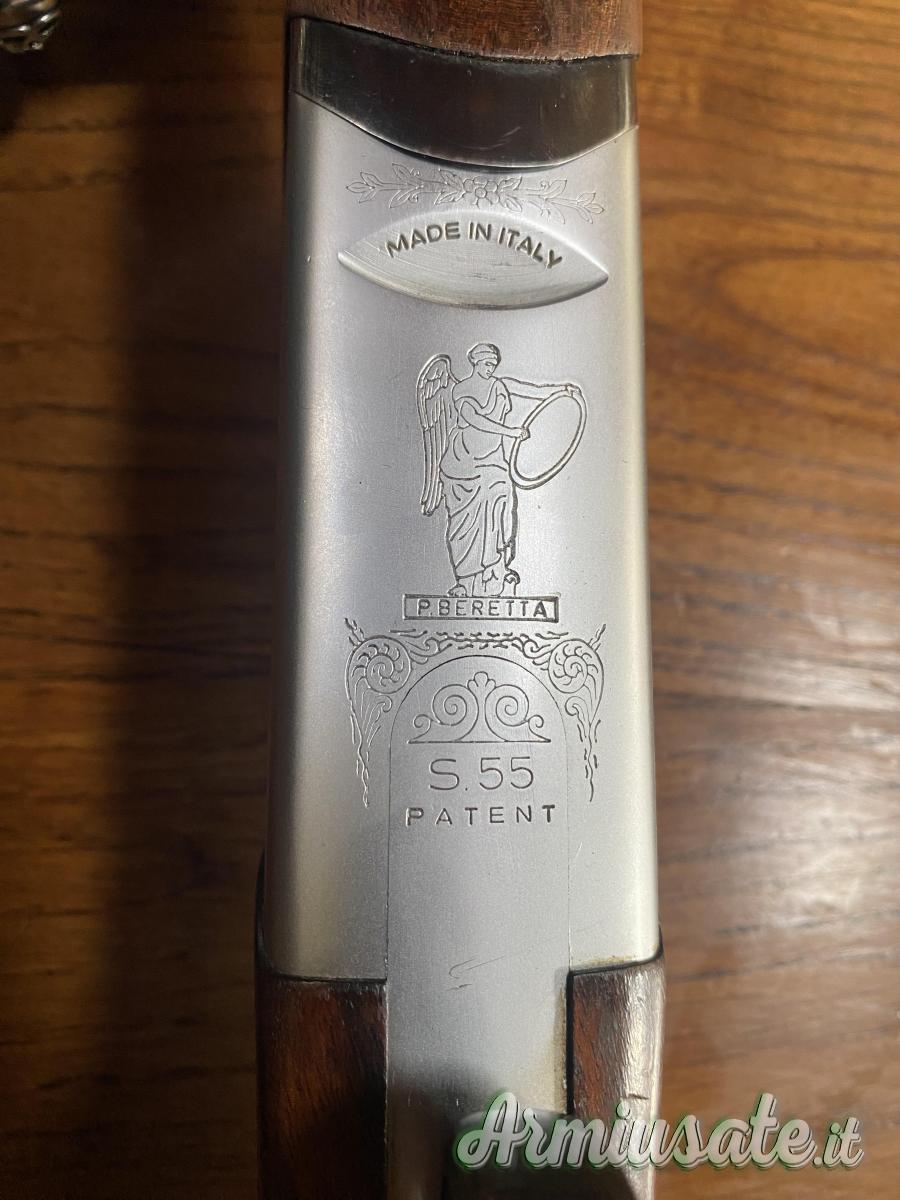 MADE IN ITALY
P. BERETTA
S.55
PATENT
Armiusate.it